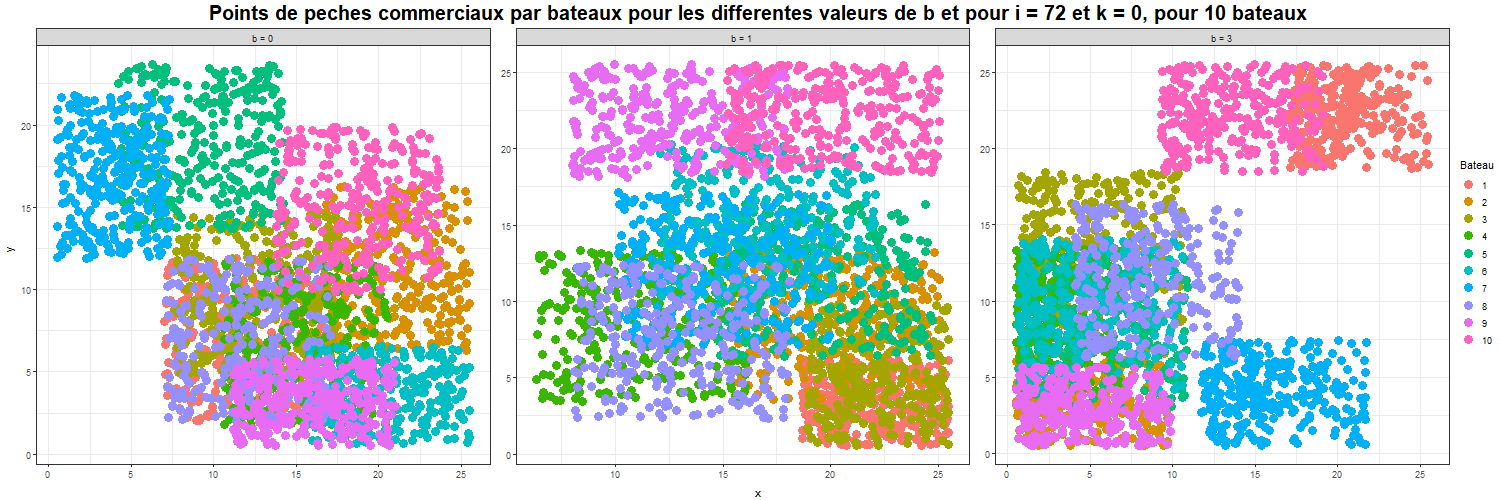 Points de peches commerciaux par bateaux pour les differentes valeurs de b et pour i = 72 et k = 0, pour 10 bateaux
b = 0
b = 1
b = 3
y
20
15
10
5
0
25
20
15
10
5
0
25
20
15
10
5
0
0 5 10 15 20 25
10 15 20 25
0 5 10 15 20 25
x
Bateau
1
2
3
4
5
6
7
8
9
10